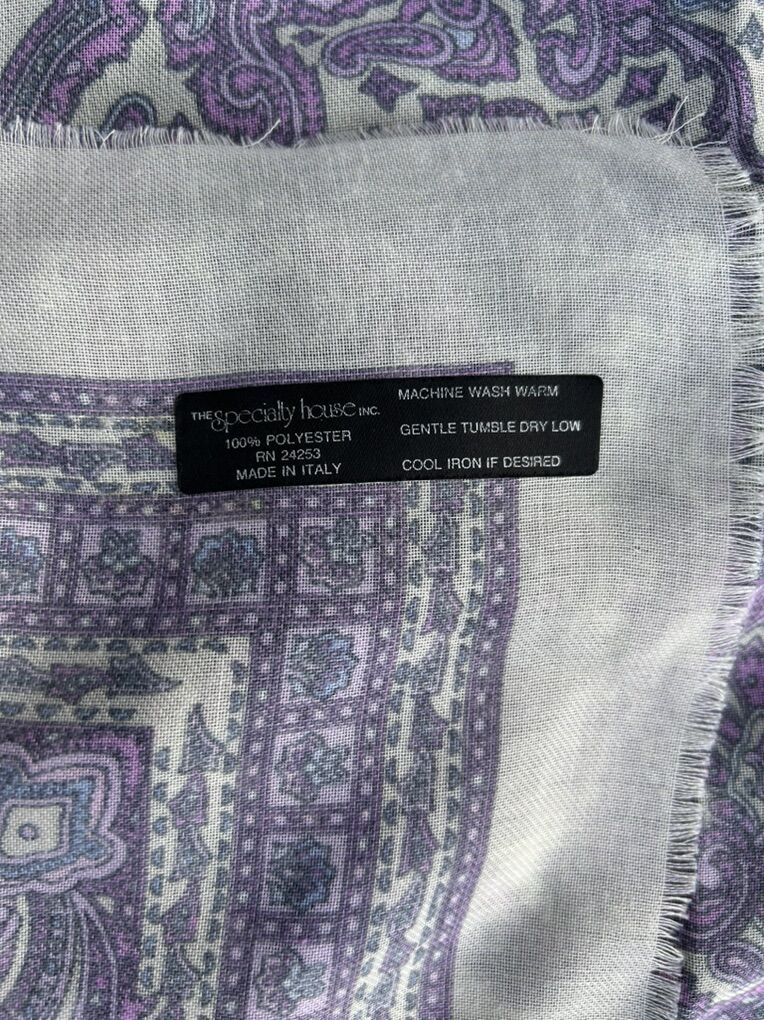 THE Specialty house INC.
100% POLYESTER
RN 24253
MADE IN ITALY
MACHINE WASH WARM
GENTLE TUMBLE DRY LOW
COOL IRON IF DESIRED